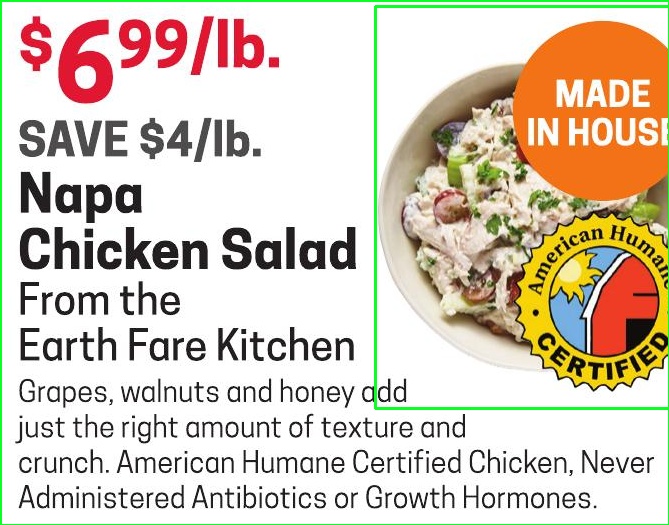 $6.99/lb.
SAVE $4/lb.
Napa
Chicken Salad
From the
Earth Fare Kitchen
Grapes, walnuts and honey add
just the right amount of texture and
crunch. American Humane Certified Chicken, Never
Administered Antibiotics or Growth Hormones.
MADE
IN HOUSE
American Humane
CERTIFIED